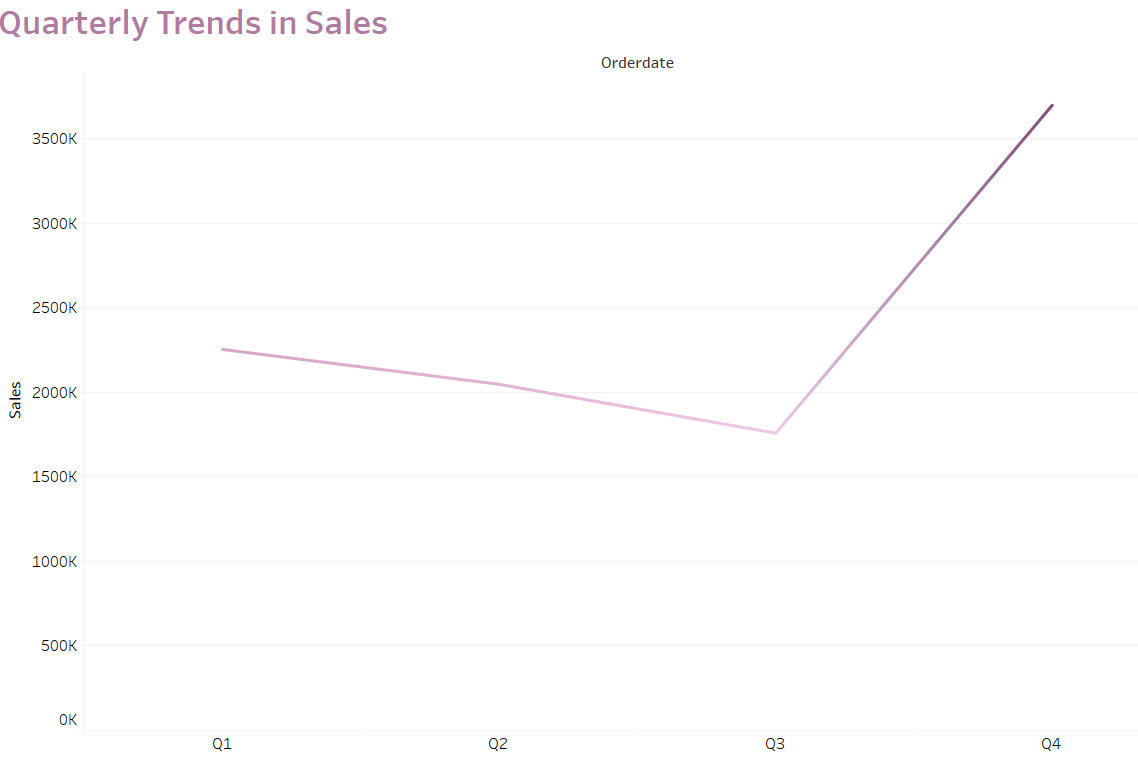 Quarterly Trends in Sales
Orderdate
3500K
3000K
2500K
2000K
Sales
1500K
1000K
500K
0K
Q1 Q2 Q3 Q4